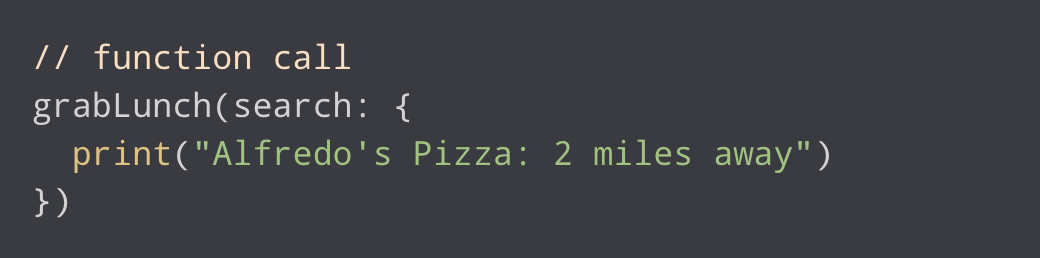 // function call
grabLunch(search: {
  print("Alfredo's Pizza: 2 miles away")
})